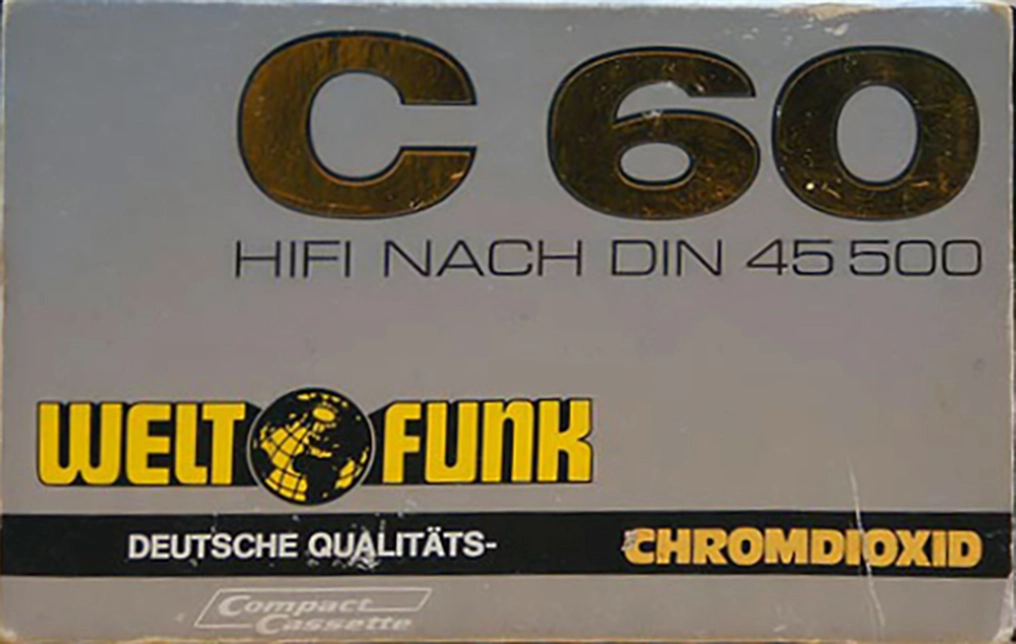 C 60
HIFI NACH DIN 45 500
WELT FUNK
DEUTSCHE QUALITÄTS- CHROMDIOXID
Compact
Cassette